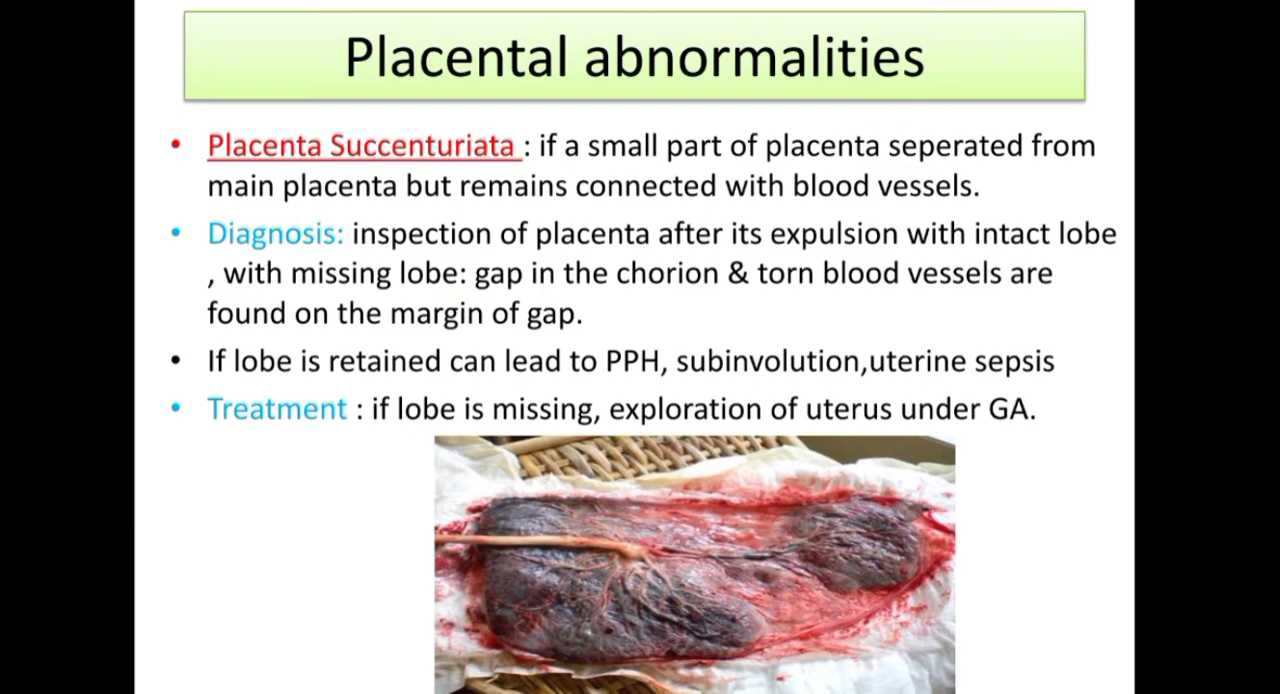 Placental abnormalities
• Placenta Succenturiata : if a small part of placenta seperated from
main placenta but remains connected with blood vessels.
• Diagnosis: inspection of placenta after its expulsion with intact lobe
, with missing lobe: gap in the chorion & torn blood vessels are
found on the margin of gap.
• If lobe is retained can lead to PPH, subinvolution,uterine sepsis
• Treatment : if lobe is missing, exploration of uterus under GA.